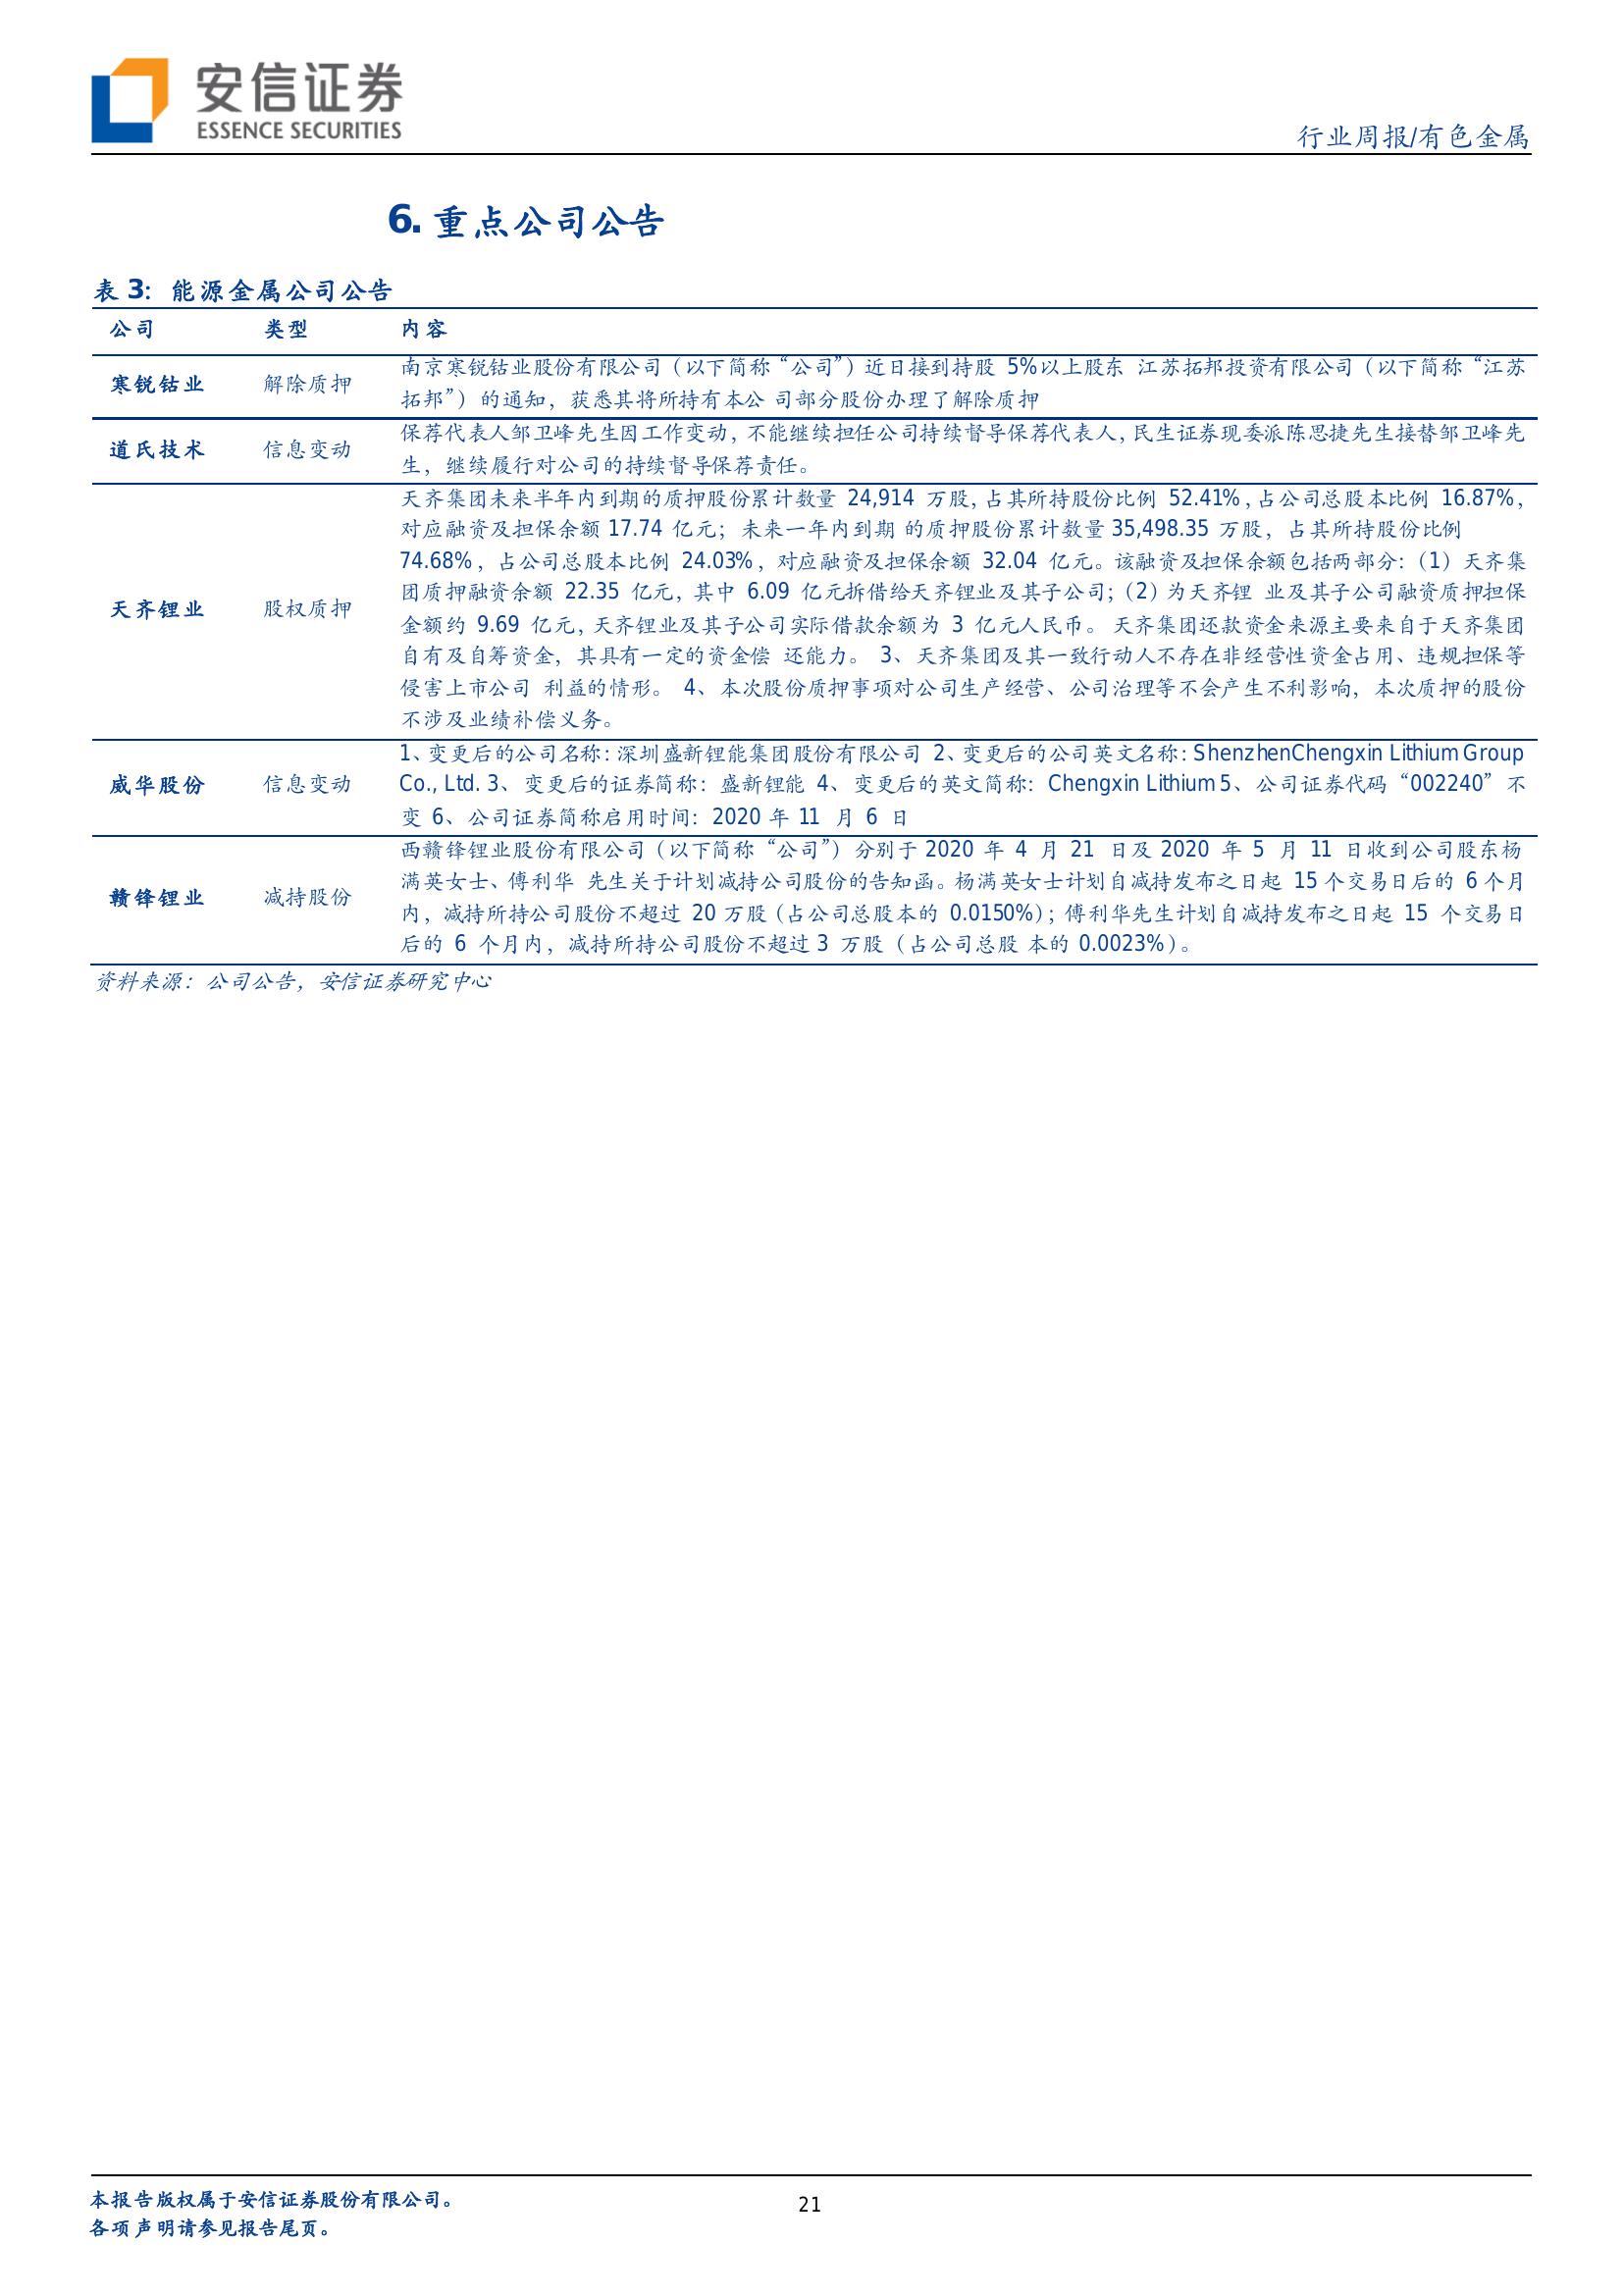 安信证券
ESSENCE SECURITIES
行业周报/有色金属
6. 重点公司公告
表 3：能源金属公司公告
公司 类型 内容
寒锐钴业 解除质押
南京寒锐钴业股份有限公司（以下简称“公司”）近日接到持股 5%以上股东 江苏拓邦投资有限公司（以下简称“江苏
拓邦”）的通知，获悉其将所持有本公 司部分股份办理了解除质押
道氏技术 信息变动
保荐代表人邹卫峰先生因工作变动，不能继续担任公司持续督导保荐代表人，民生证券现委派陈思捷先生接替邹卫峰先
生，继续履行对公司的持续督导保荐责任。
天齐锂业 股权质押
天齐集团未来半年内到期的质押股份累计数量 24,914 万股，占其所持股份比例 52.41%，占公司总股本比例 16.87%，
对应融资及担保余额 17.74 亿元；未来一年内到期 的质押股份累计数量 35,498.35 万股，占其所持股份比例
74.68%，占公司总股本比例 24.03%，对应融资及担保余额 32.04 亿元。该融资及担保余额包括两部分：（1）天齐集
团质押融资余额 22.35 亿元，其中 6.09 亿元拆借给天齐锂业及其子公司；（2）为天齐锂 业及其子公司融资质押担保
金额约 9.69 亿元，天齐锂业及其子公司实际借款余额为 3 亿元人民币。 天齐集团还款资金来源主要来自于天齐集团
自有及自筹资金，其具有一定的资金偿 还能力。 3、天齐集团及其一致行动人不存在非经营性资金占用、违规担保等
侵害上市公司 利益的情形。 4、本次股份质押事项对公司生产经营、公司治理等不会产生不利影响，本次质押的股份
不涉及业绩补偿义务。
威华股份 信息变动
1、变更后的公司名称：深圳盛新锂能集团股份有限公司 2、变更后的公司英文名称：ShenzhenChengxin Lithium Group
Co., Ltd. 3、变更后的证券简称：盛新锂能 4、变更后的英文简称：Chengxin Lithium 5、公司证券代码“002240”不
变 6、公司证券简称启用时间：2020 年 11 月 6 日
赣锋锂业 减持股份
西赣锋锂业股份有限公司（以下简称“公司”）分别于 2020 年 4 月 21 日及 2020 年 5 月 11 日收到公司股东杨
满英女士、傅利华 先生关于计划减持公司股份的告知函。杨满英女士计划自减持发布之日起 15 个交易日后的 6 个月
内，减持所持公司股份不超过 20 万股（占公司总股本的 0.0150%）；傅利华先生计划自减持发布之日起 15 个交易日
后的 6 个月内，减持所持公司股份不超过 3 万股（占公司总股 本的 0.0023%）。
资料来源：公司公告，安信证券研究中心
本报告版权属于安信证券股份有限公司。
各项声明请参见报告尾页。
21